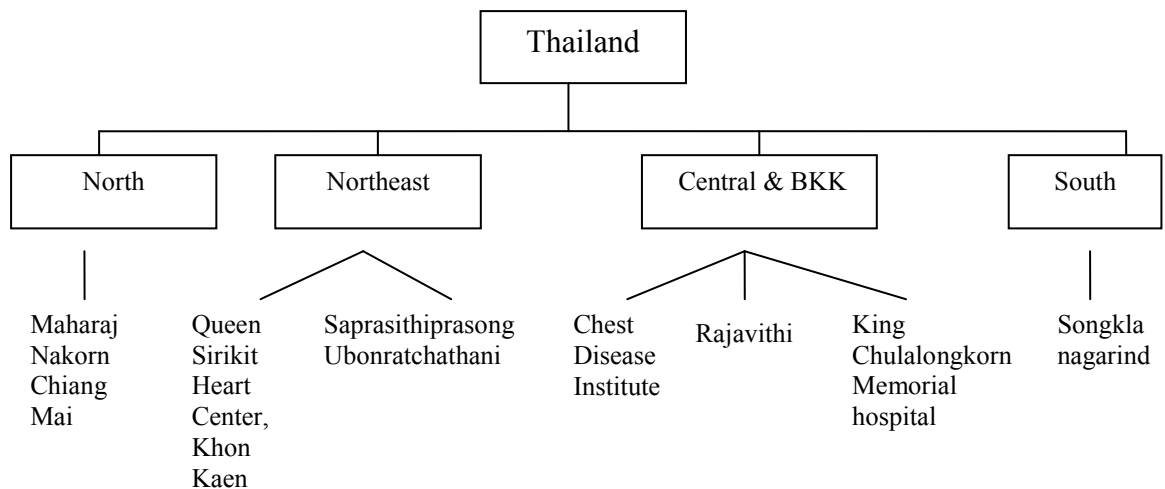 Thailand
North
Northeast
Central & BKK
South
Maharaj
Nakorn
Chiang
Mai
Queen
Sirikit
Heart
Center,
Khon
Kaen
Saprasithiprasong
Ubonratchathani
Chest
Disease
Institute
Rajavithi
King
Chulalongkorn
Memorial
hospital
Songkla
nagarind